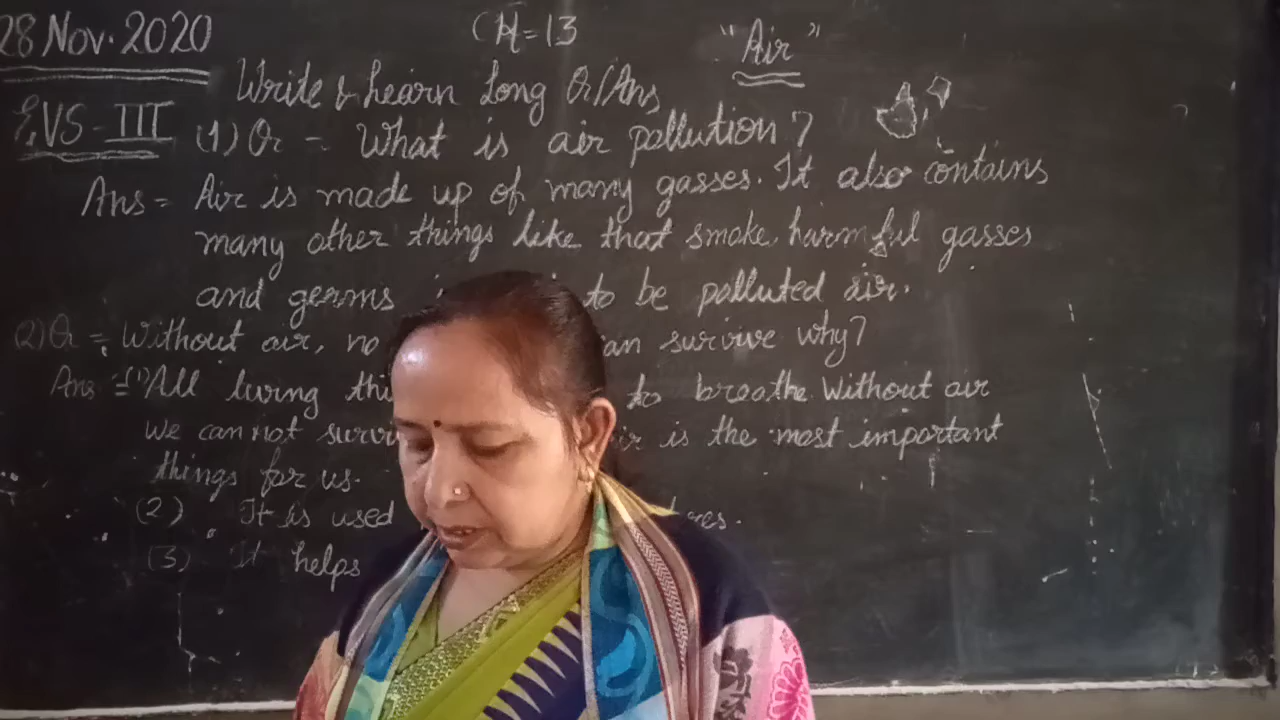 28 Nov. 2020 CH=13 "Air"
Write & hearn Long Q/Ans
EVS - III (1) Qr = What is air pollution?
Ans = Air is made up of many gasses. It also contains
many other things like that smoke, harmful gasses
and germs to be polluted air.
(2) Qr = Without air, no an survive why?
Ans = (1) All living thi to breathe. Without air
We can not survi ir is the most important
things for us.
(2) It is used res.
(3) It helps